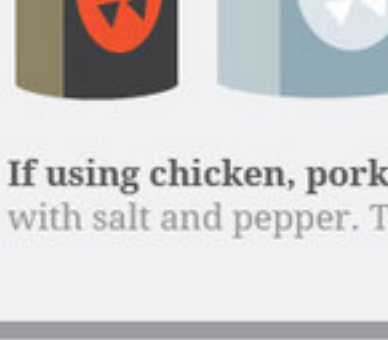 If using chicken, pork
with salt and pepper. T